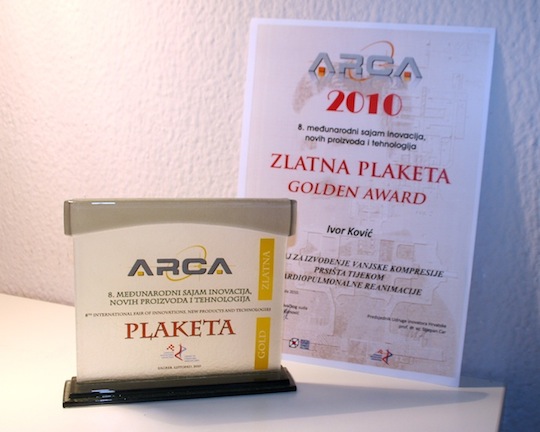 ARCA
8. MEĐUNARODNI SAJAM INOVACIJA,
NOVIH PROIZVODA I TEHNOLOGIJA
8TH INTERNATIONAL FAIR OF INNOVATIONS, NEW PRODUCTS AND TECHNOLOGIES
PLAKETA
ZLATNA
GOLD
ARCA
2010
8. međunarodni sajam inovacija,
novih proizvoda i tehnologija
ZLATNA PLAKETA
GOLDEN AWARD
Ivor Ković
ZA IZVOĐENJE VANJSKE KOMPRESIJE
PRSIŠTA TIJEKOM
KARDIOPULMONALNE REANIMACIJE